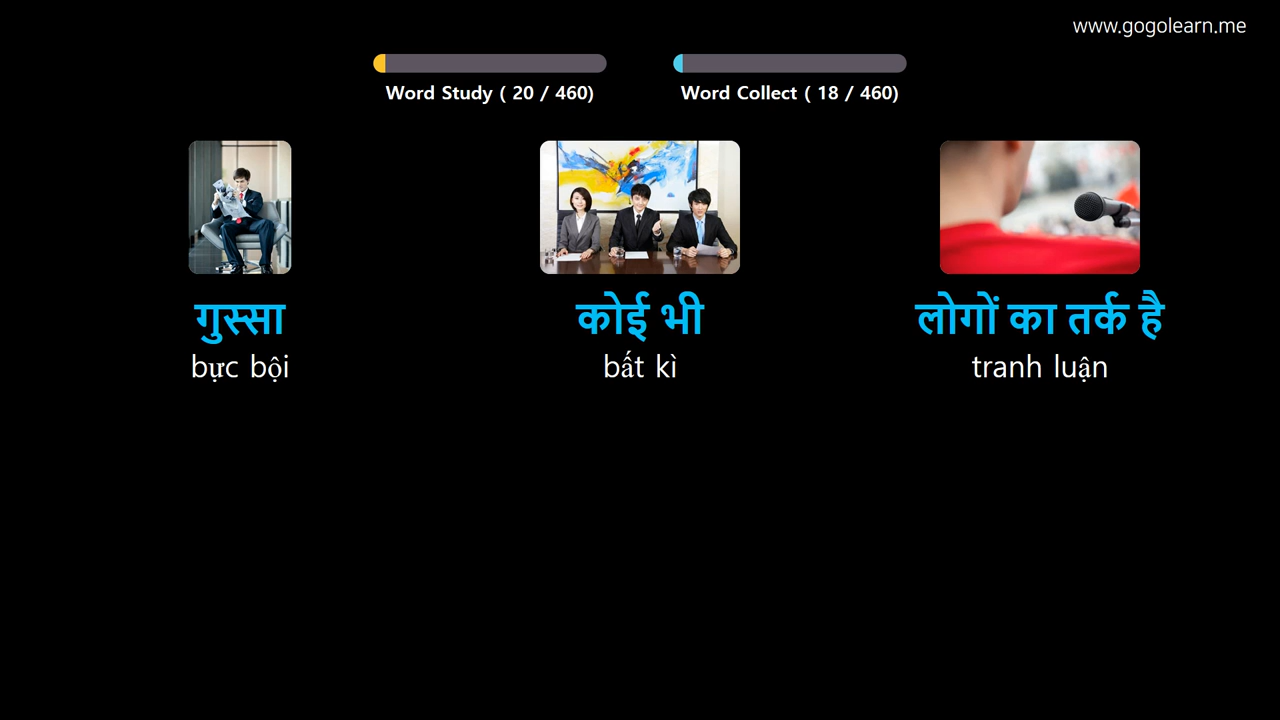 www.gogolearn.me
Word Study ( 20 / 460)
Word Collect ( 18 / 460)
गुस्सा
bực bội
कोई भी
bất kì
लोगों का तर्क है
tranh luận